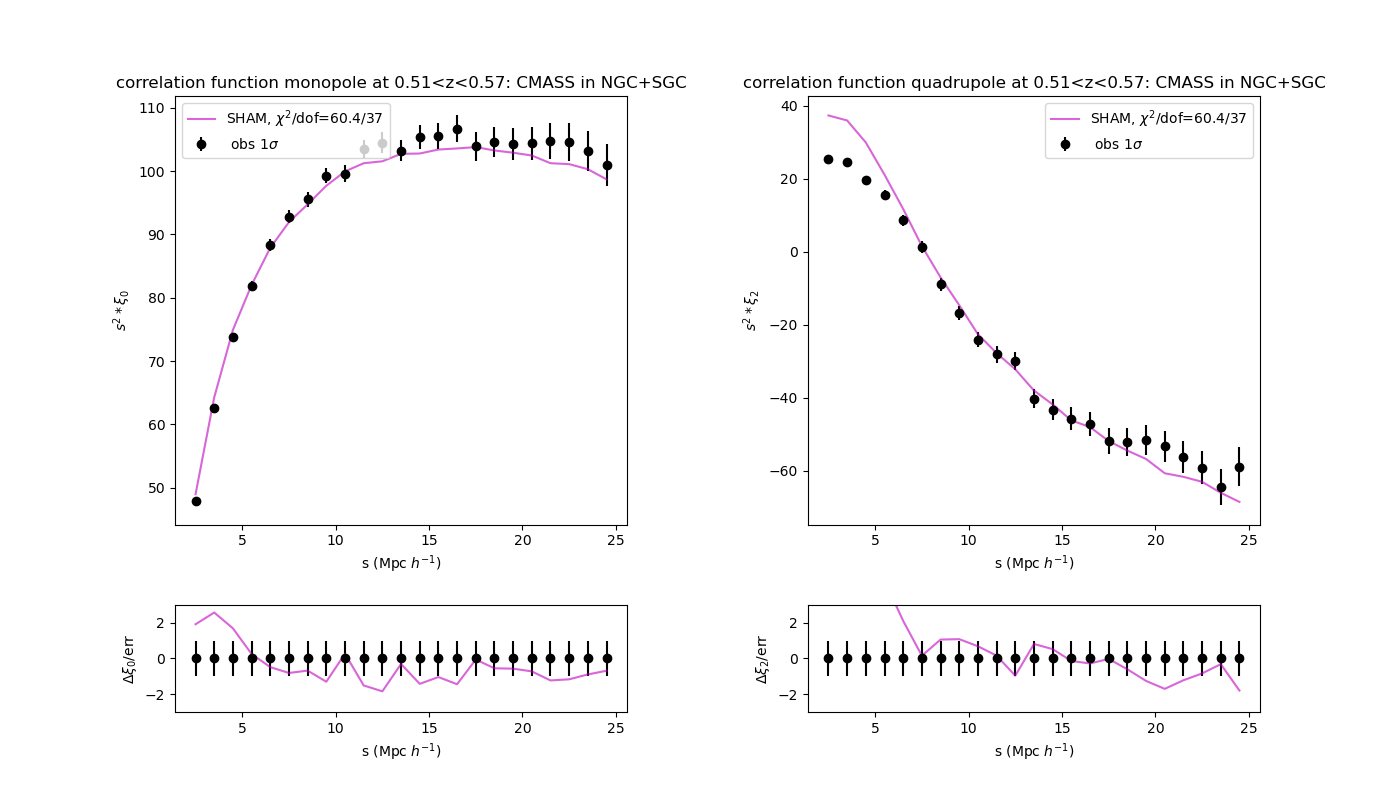 correlation function monopole at 0.51<z<0.57: CMASS in NGC+SGC
SHAM, χ²/dof=60.4/37
obs 1σ
110
100
90
80
70
60
50
s² * ξ₀
5 10 15 20 25
s (Mpc h⁻¹)
correlation function quadrupole at 0.51<z<0.57: CMASS in NGC+SGC
SHAM, χ²/dof=60.4/37
obs 1σ
40
20
0
−20
−40
−60
s² * ξ₂
5 10 15 20 25
s (Mpc h⁻¹)
2
0
−2
Δξ₀/err
5 10 15 20 25
s (Mpc h⁻¹)
2
0
−2
Δξ₂/err
5 10 15 20 25
s (Mpc h⁻¹)